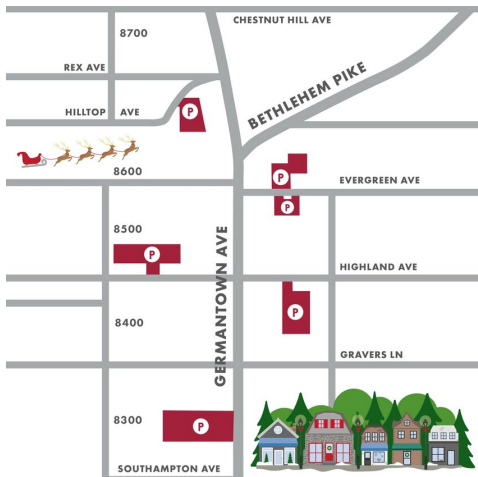 CHESTNUT HILL AVE
8700
REX AVE
BETHLEHEM PIKE
HILLTOP AVE
P
8600
P
EVERGREEN AVE
P
8500
P
GERMANTOWN AVE
HIGHLAND AVE
P
8400
GRAVERS LN
8300
P
SOUTHAMPTON AVE